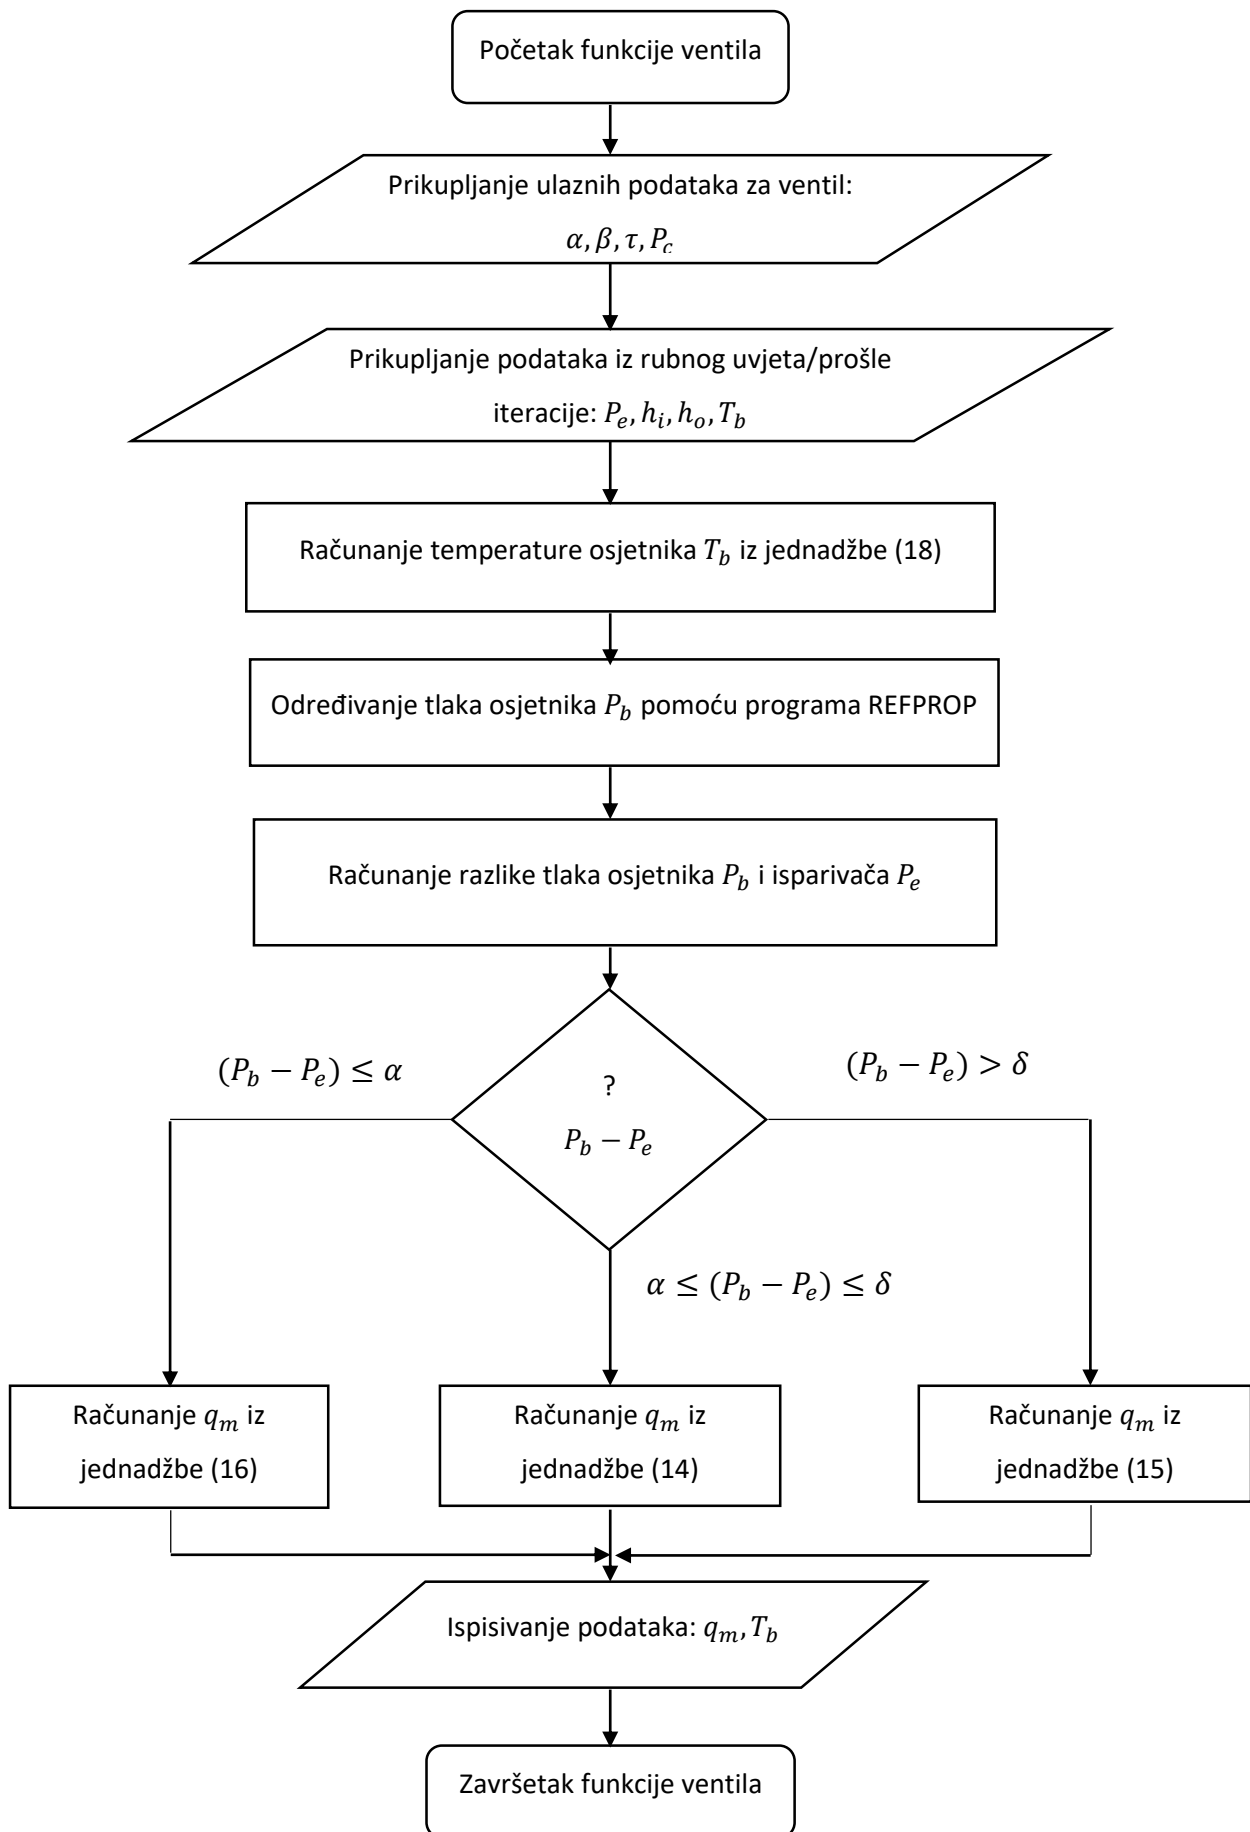 Početak funkcije ventila
Prikupljanje ulaznih podataka za ventil:
α, β, τ, P_c
Prikupljanje podataka iz rubnog uvjeta/prošle
iteracije: P_e, h_i, h_o, T_b
Računanje temperature osjetnika T_b iz jednadžbe (18)
Određivanje tlaka osjetnika P_b pomoću programa REFPROP
Računanje razlike tlaka osjetnika P_b i isparivača P_e
(P_b − P_e) ≤ α
?
P_b − P_e
(P_b − P_e) > δ
α ≤ (P_b − P_e) ≤ δ
Računanje q_m iz
jednadžbe (16)
Računanje q_m iz
jednadžbe (14)
Računanje q_m iz
jednadžbe (15)
Ispisivanje podataka: q_m, T_b
Završetak funkcije ventila